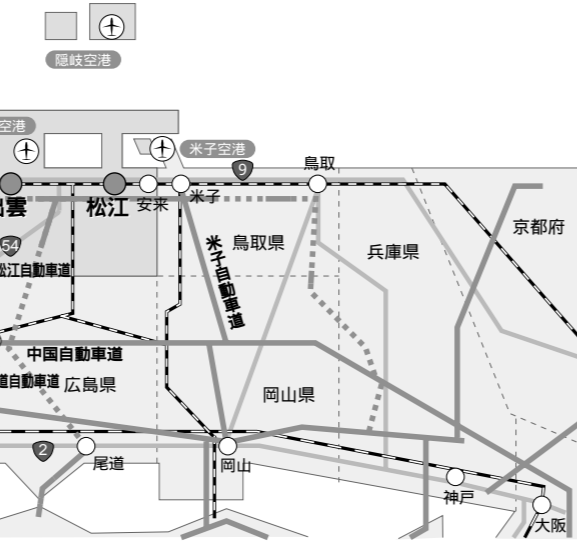 隠岐空港
空港
米子空港
9
鳥取
出雲
松江
安来
米子
54
松江自動車道
米子自動車道
鳥取県
兵庫県
京都府
中国自動車道
道自動車道
広島県
岡山県
2
尾道
岡山
神戸
大阪